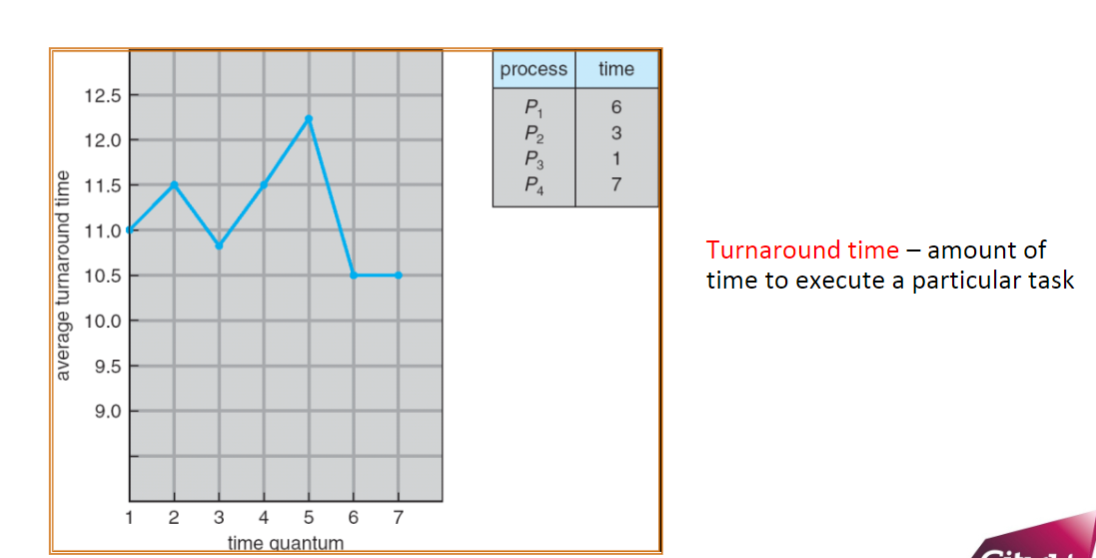 process time
P1 6
P2 3
P3 1
P4 7
average turnaround time
12.5
12.0
11.5
11.0
10.5
10.0
9.5
9.0
1 2 3 4 5 6 7
time quantum
Turnaround time – amount of
time to execute a particular task